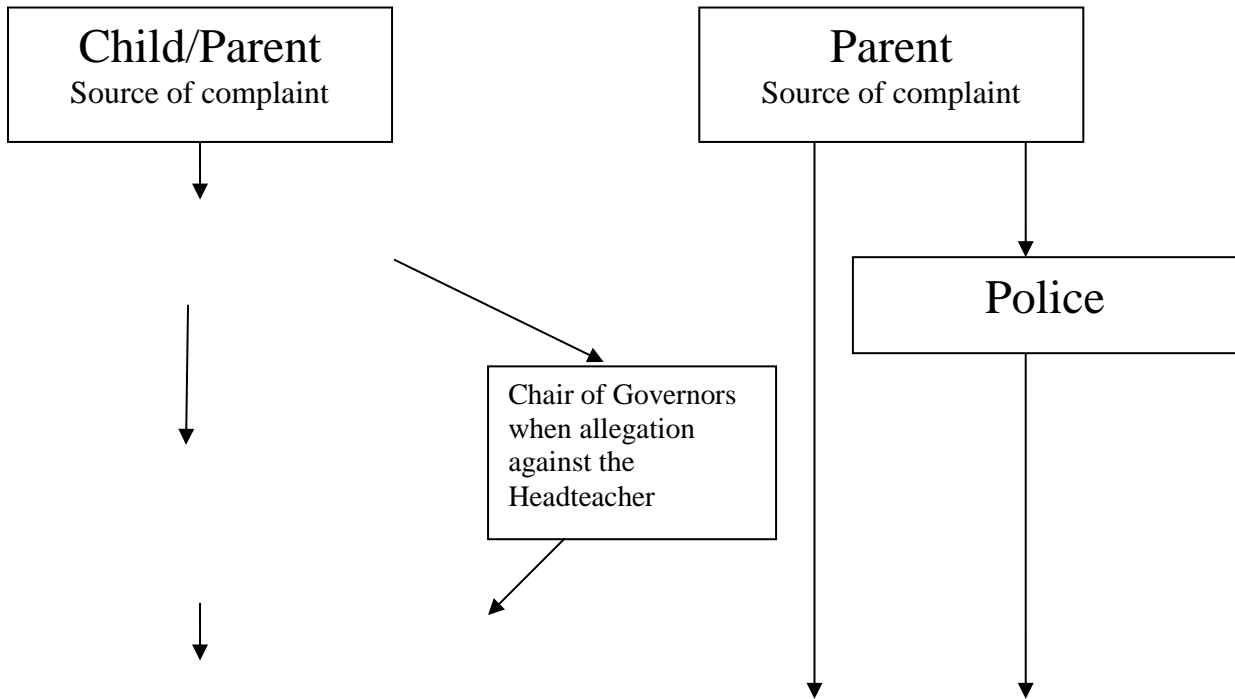 Child/Parent
Source of complaint
Parent
Source of complaint
Police
Chair of Governors
when allegation
against the
Headteacher